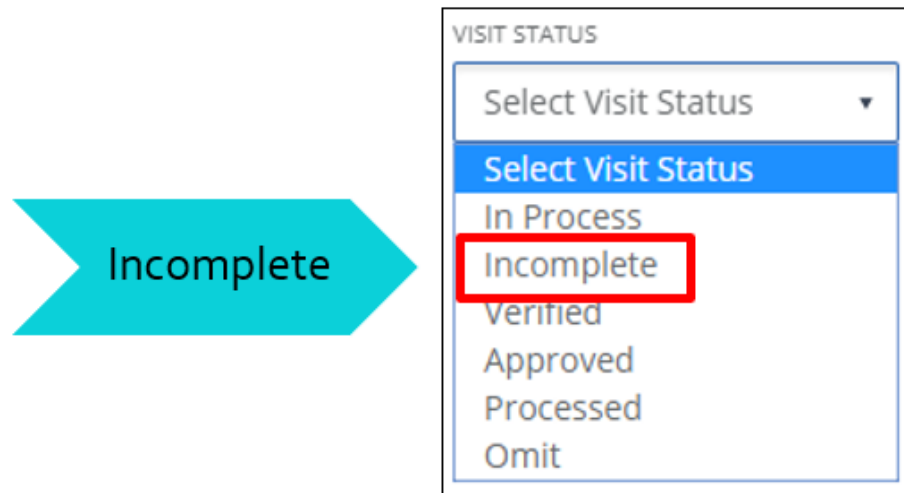 Incomplete
VISIT STATUS
Select Visit Status
Select Visit Status
In Process
Incomplete
Verified
Approved
Processed
Omit